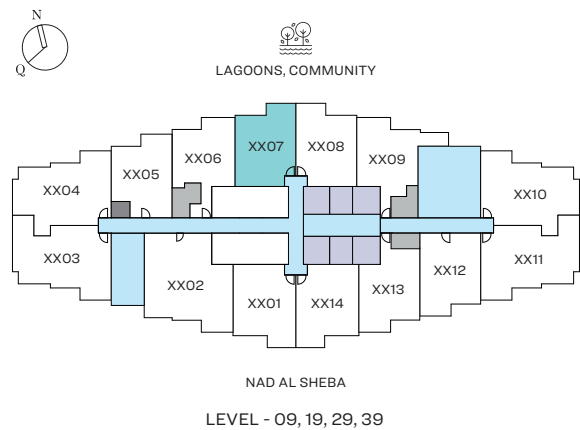 N
Q
LAGOONS, COMMUNITY
XX07
XX08
XX06
XX09
XX05
XX04
XX10
XX03
XX11
XX12
XX02
XX13
XX01
XX14
NAD AL SHEBA
LEVEL - 09, 19, 29, 39